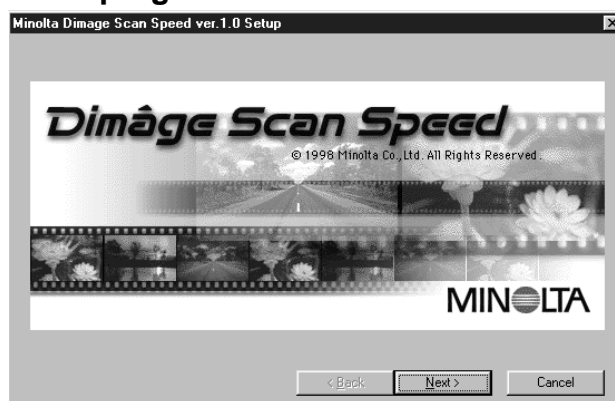 Minolta Dimage Scan Speed ver.1.0 Setup
Dimâge Scan Speed
© 1998 Minolta Co.,Ltd. All Rights Reserved.
MINOLTA
< Back
Next >
Cancel